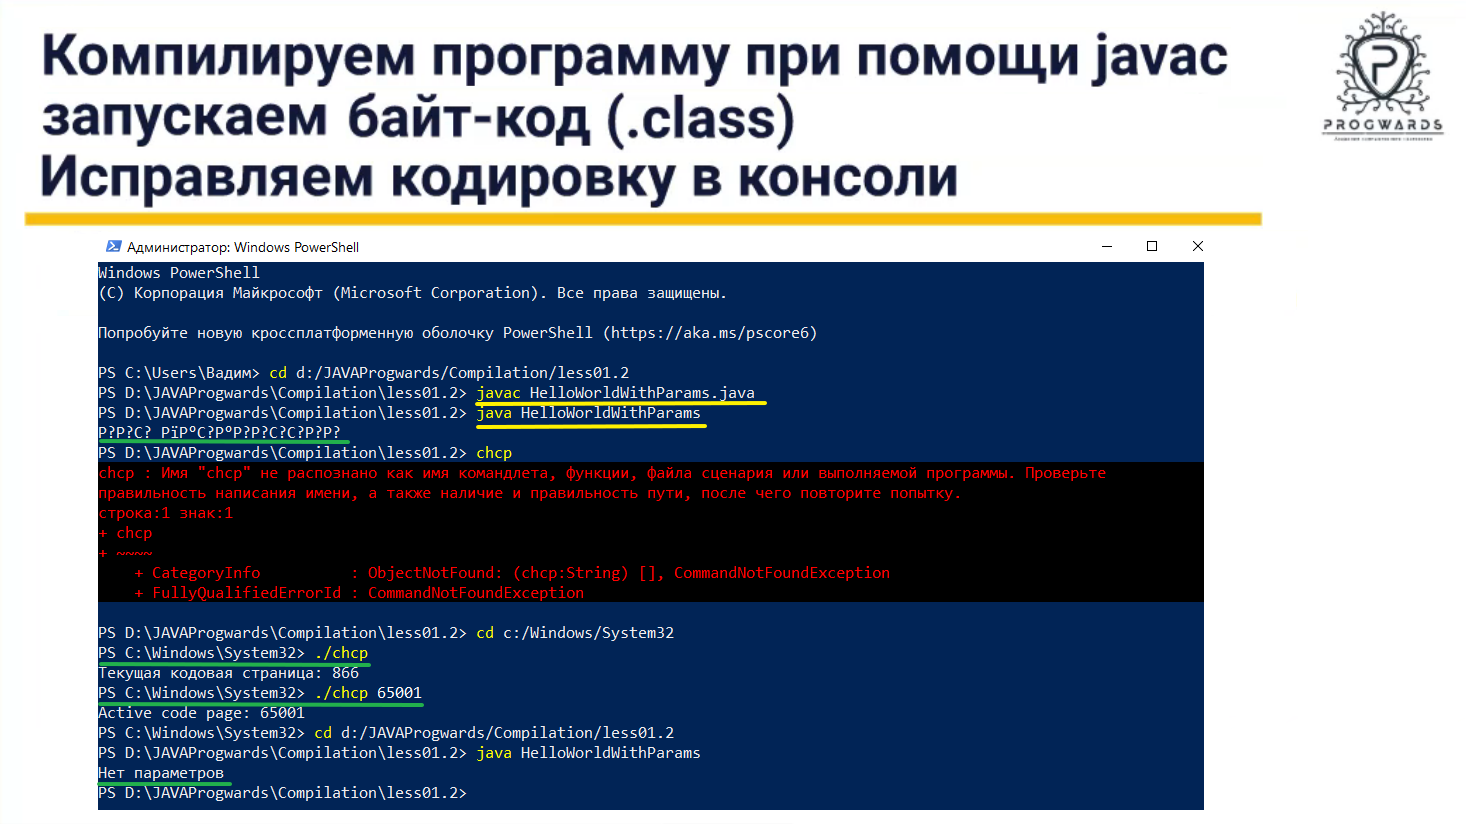 Компилируем программу при помощи javac
запускаем байт-код (.class)
Исправляем кодировку в консоли
PROGWARDS
Администратор: Windows PowerShell
Windows PowerShell
(C) Корпорация Майкрософт (Microsoft Corporation). Все права защищены.
Попробуйте новую кроссплатформенную оболочку PowerShell (https://aka.ms/pscore6)
PS C:\Users\Вадим> cd d:/JAVAProgwards/Compilation/less01.2
PS D:\JAVAProgwards\Compilation\less01.2> javac HelloWorldWithParams.java
PS D:\JAVAProgwards\Compilation\less01.2> java HelloWorldWithParams
Р?Р?С? РїР°С?Р°Р?Р?С?С?Р?Р?
PS D:\JAVAProgwards\Compilation\less01.2> chcp
chcp : Имя "chcp" не распознано как имя командлета, функции, файла сценария или выполняемой программы. Проверьте
правильность написания имени, а также наличие и правильность пути, после чего повторите попытку.
строка:1 знак:1
+ chcp
+ ~~~~
+ CategoryInfo : ObjectNotFound: (chcp:String) [], CommandNotFoundException
+ FullyQualifiedErrorId : CommandNotFoundException
PS D:\JAVAProgwards\Compilation\less01.2> cd c:/Windows/System32
PS C:\Windows\System32> ./chcp
Текущая кодовая страница: 866
PS C:\Windows\System32> ./chcp 65001
Active code page: 65001
PS C:\Windows\System32> cd d:/JAVAProgwards/Compilation/less01.2
PS D:\JAVAProgwards\Compilation\less01.2> java HelloWorldWithParams
Нет параметров
PS D:\JAVAProgwards\Compilation\less01.2>